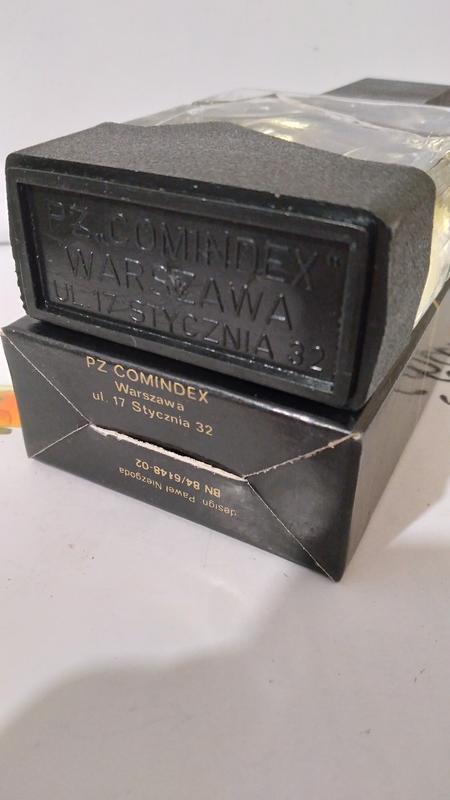 PZ „COMINDEX”
WARSZAWA
UL. 17 STYCZNIA 32
PZ COMINDEX
Warszawa
ul. 17 Stycznia 32
BN 84/6148-02
design Paweł Niezgoda